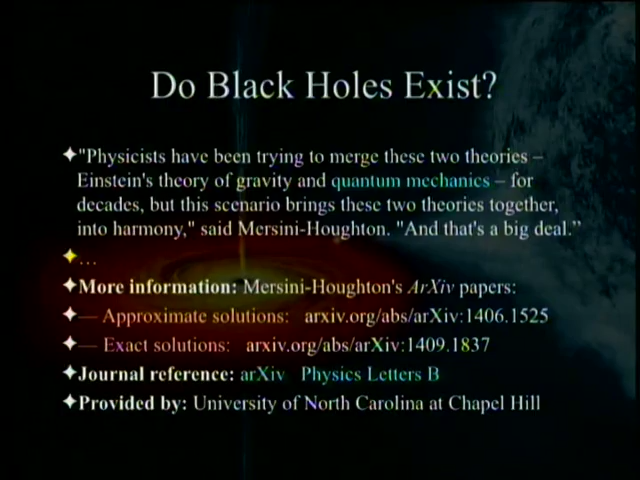 Do Black Holes Exist?
"Physicists have been trying to merge these two theories –
Einstein's theory of gravity and quantum mechanics – for
decades, but this scenario brings these two theories together,
into harmony," said Mersini-Houghton. "And that's a big deal.”
…
More information: Mersini-Houghton's ArXiv papers:
— Approximate solutions: arxiv.org/abs/arXiv:1406.1525
— Exact solutions: arxiv.org/abs/arXiv:1409.1837
Journal reference: arXiv Physics Letters B
Provided by: University of North Carolina at Chapel Hill